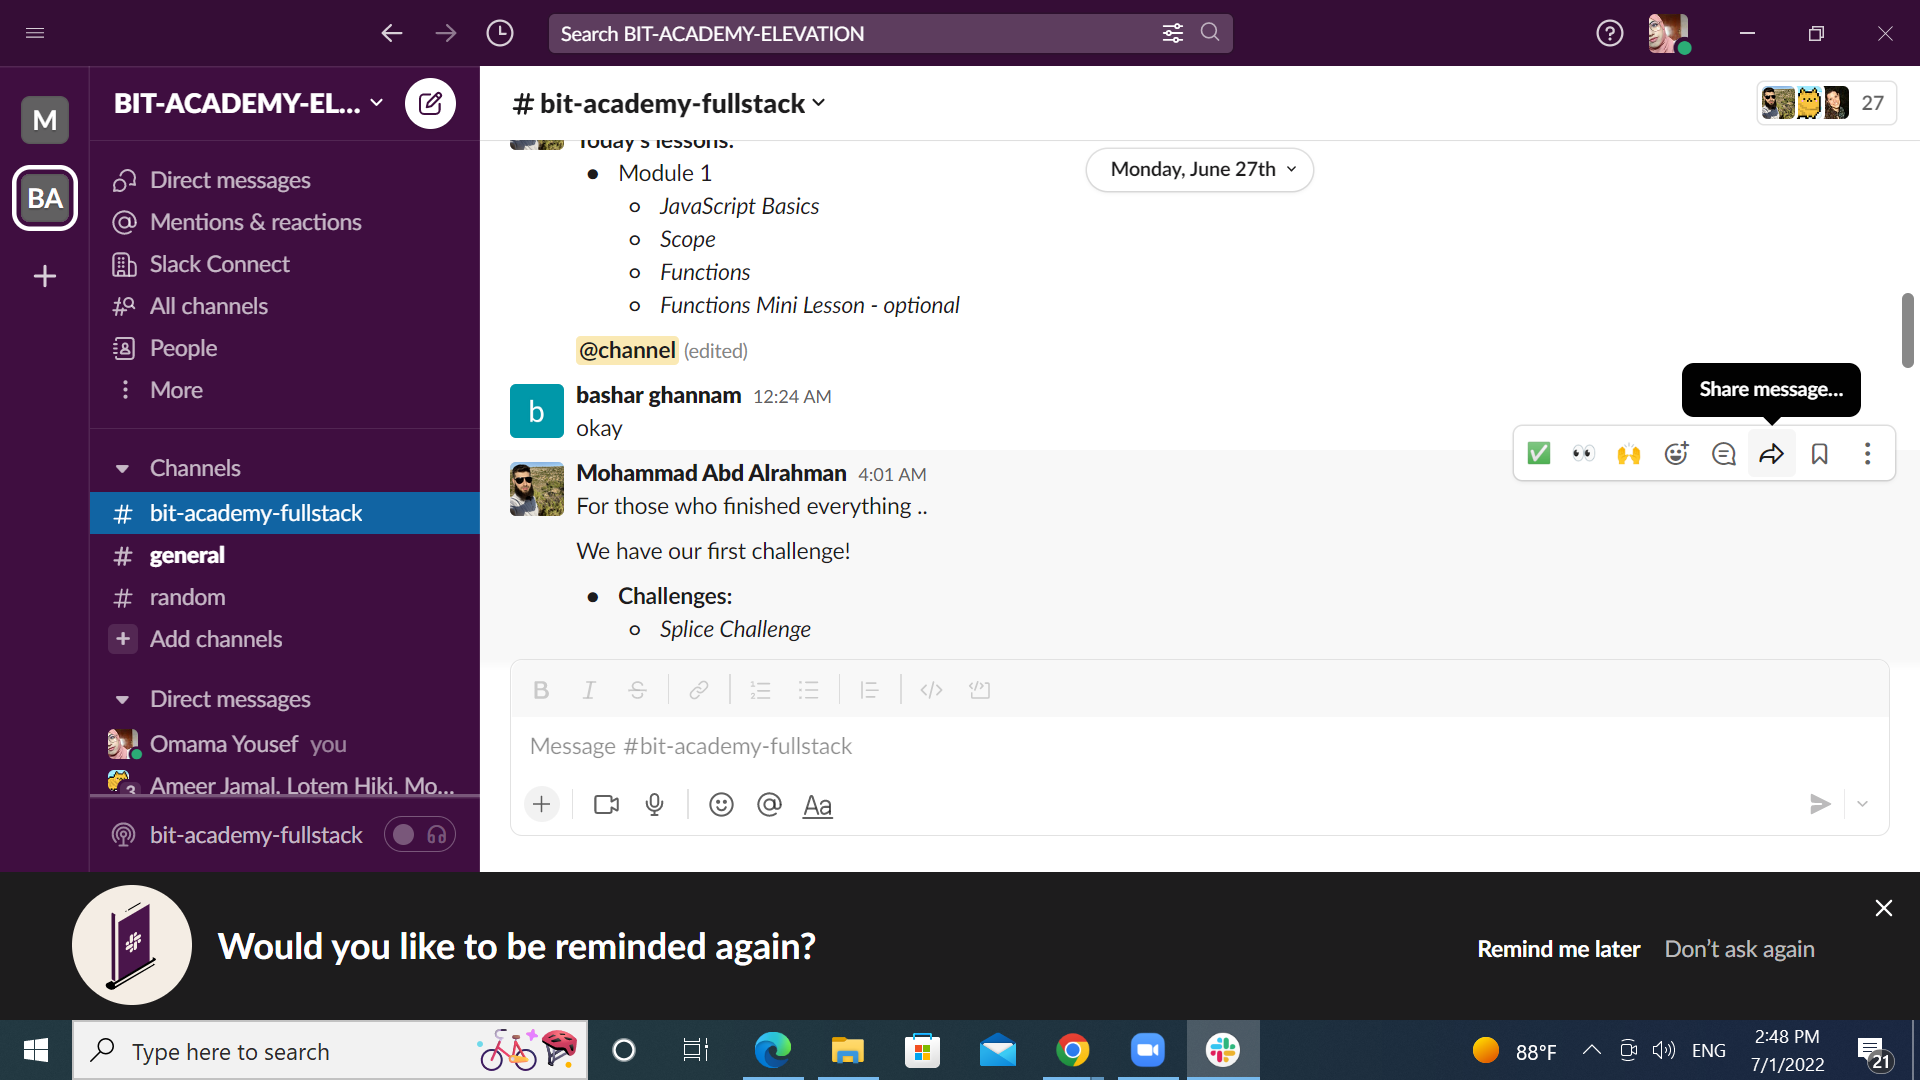 Search BIT-ACADEMY-ELEVATION
M
BA
BIT-ACADEMY-EL...
Direct messages
Mentions & reactions
Slack Connect
All channels
People
More
Channels
# bit-academy-fullstack
# general
# random
+ Add channels
Direct messages
Omama Yousef you
3 Ameer Jamal, Lotem Hiki, Mo...
bit-academy-fullstack
# bit-academy-fullstack
27
Today's lessons:
Monday, June 27th
● Module 1
○ JavaScript Basics
○ Scope
○ Functions
○ Functions Mini Lesson - optional
@channel (edited)
b
bashar ghannam 12:24 AM
okay
Share message...
Mohammad Abd Alrahman 4:01 AM
For those who finished everything ..
We have our first challenge!
● Challenges:
○ Splice Challenge
B I S
Message #bit-academy-fullstack
+ @ Aa
Would you like to be reminded again?
Remind me later Don't ask again
Type here to search
88°F
ENG
2:48 PM
7/1/2022
21